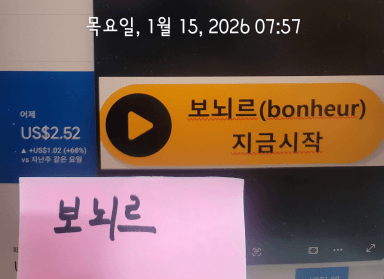 목요일, 1월 15, 2026 07:57
어제
US$2.52
▲ +US$1.02 (+68%)
vs 지난주 같은 요일
보뇌르(bonheur)
지금시작
보뇌르